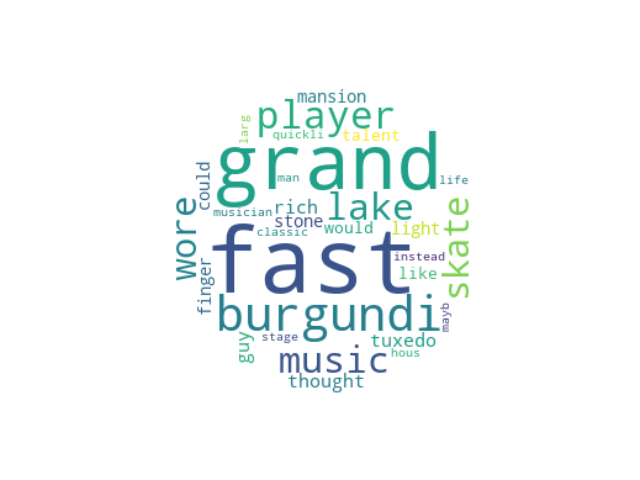 mansion
larg
player
quickli
talent
grand
could
man
life
wore
musician
rich
lake
skate
stone
classic
would
light
fast
instead
like
finger
burgundi
mayb
guy
stage
tuxedo
music
hous
thought